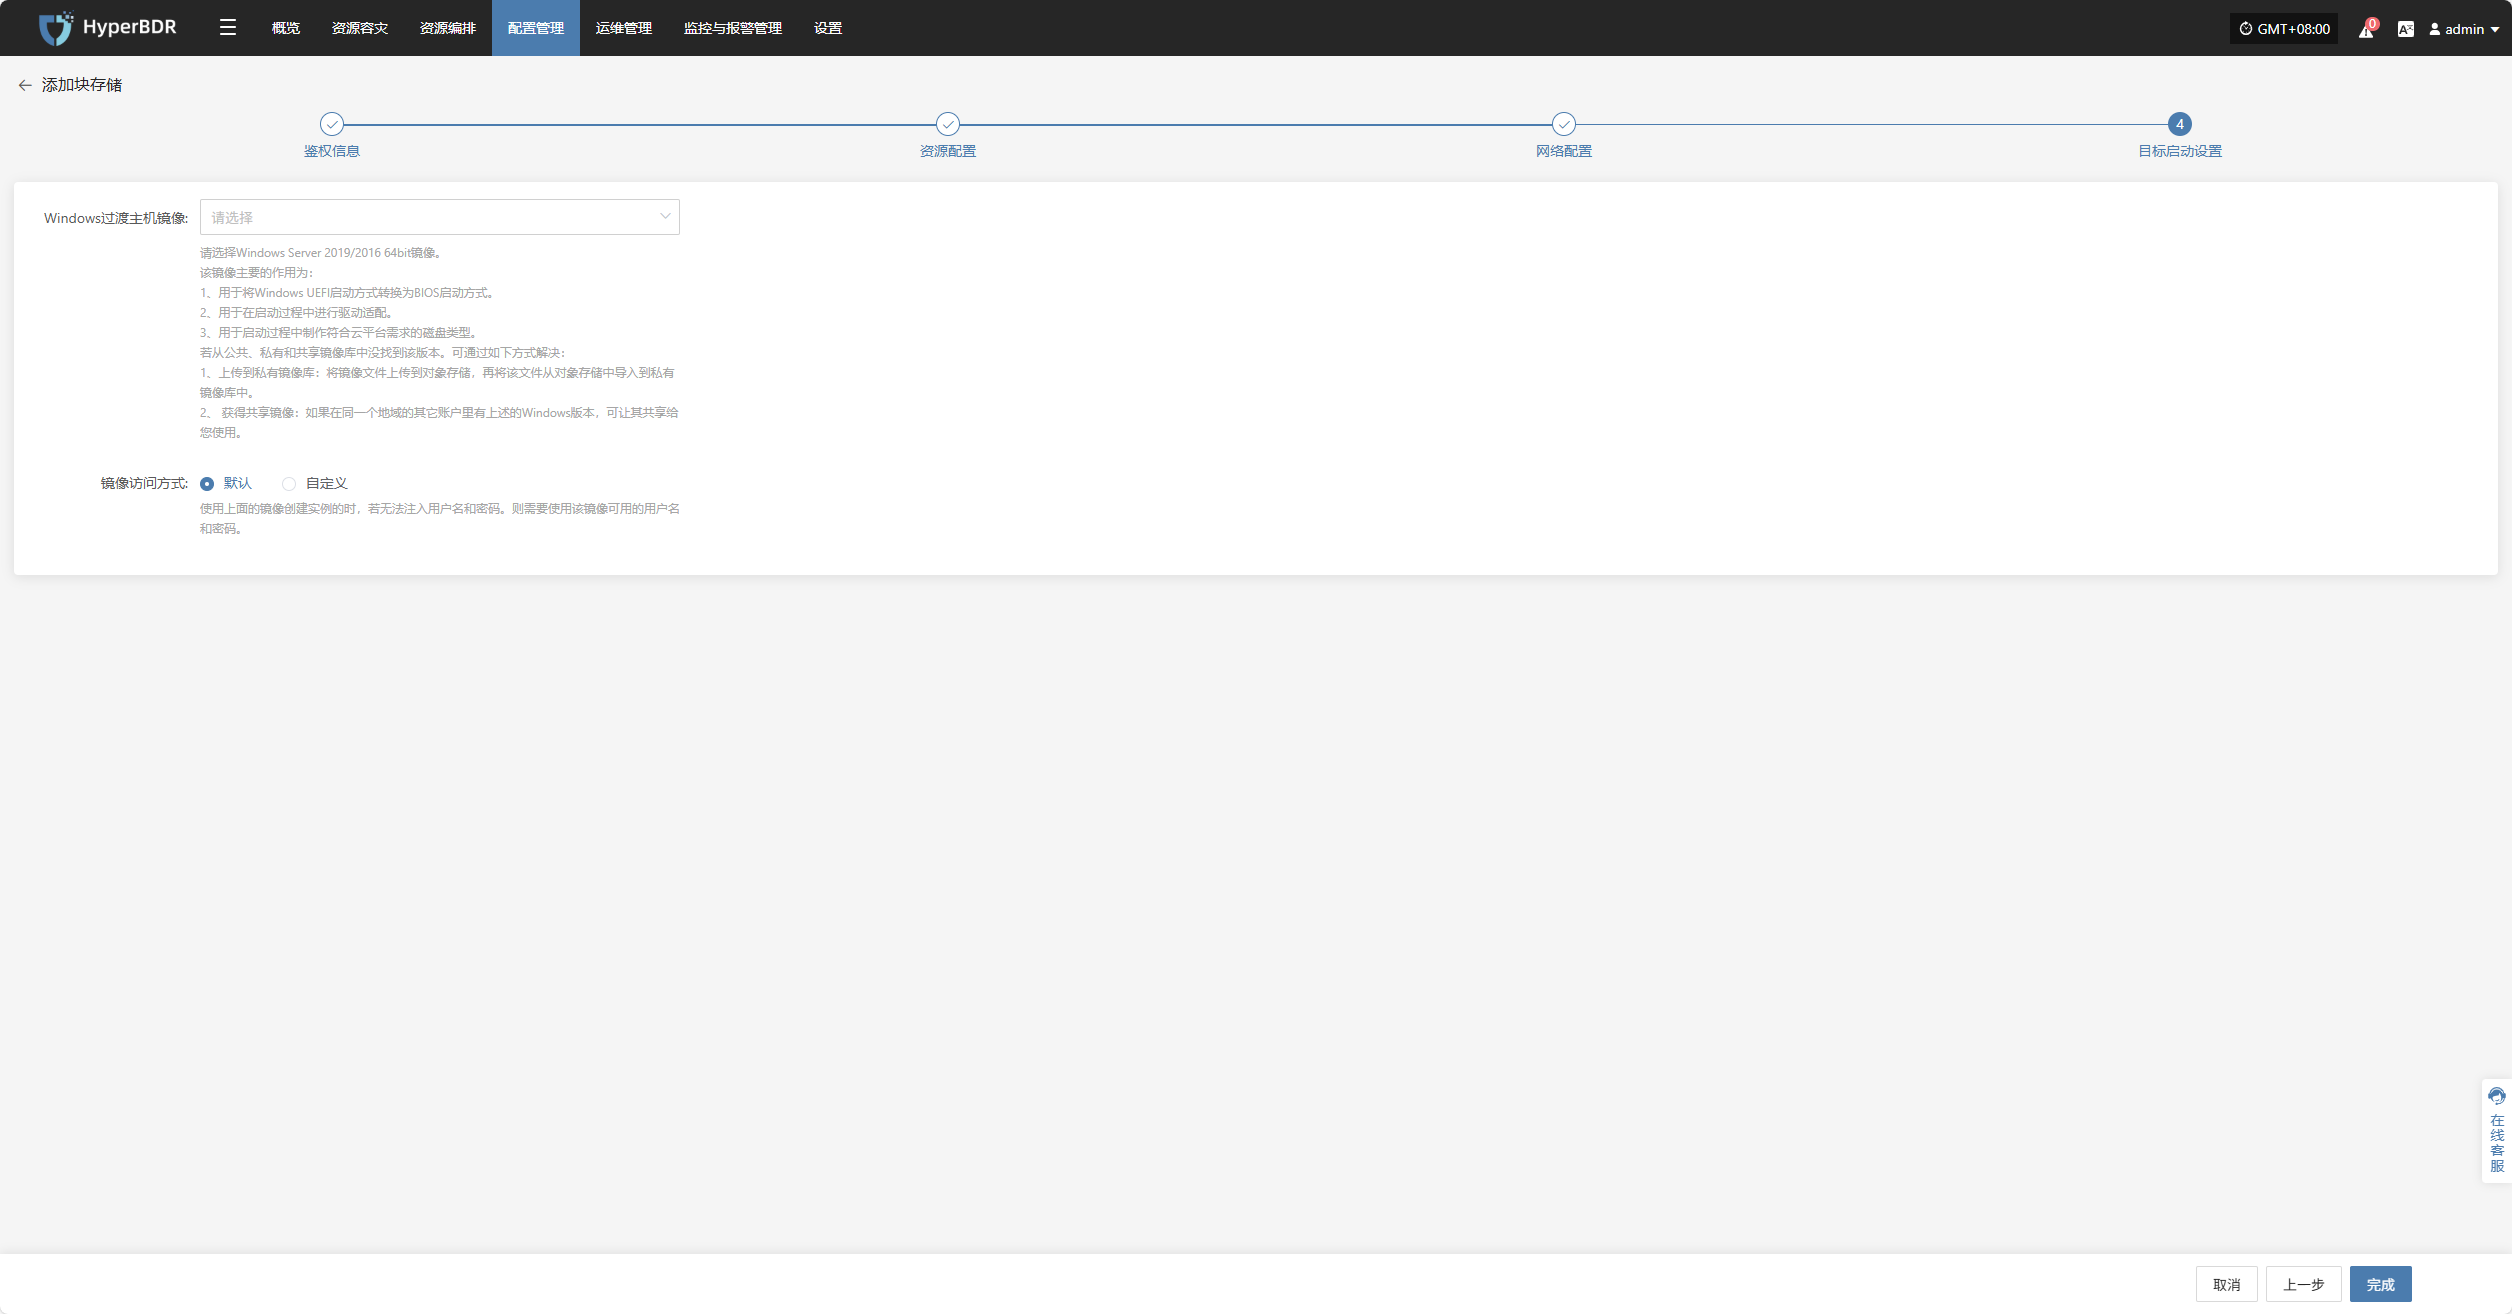 HyperBDR
概览 资源容灾 资源编排 配置管理 运维管理 监控与报警管理 设置
GMT+08:00 0 admin
添加块存储
4
鉴权信息 资源配置 网络配置 目标启动设置
Windows过渡主机镜像: 请选择
请选择Windows Server 2019/2016 64bit镜像。
该镜像主要的作用为：
1、用于将Windows UEFI启动方式转换为BIOS启动方式。
2、用于在启动过程中进行驱动适配。
3、用于启动过程中制作符合云平台需求的磁盘类型。
若从公共、私有和共享镜像库中没找到该版本。可通过如下方式解决：
1、上传到私有镜像库：将镜像文件上传到对象存储，再将该文件从对象存储中导入到私有
镜像库中。
2、 获得共享镜像：如果在同一个地域的其它账户里有上述的Windows版本，可让其共享给
您使用。
镜像访问方式: 默认 自定义
使用上面的镜像创建实例的时，若无法注入用户名和密码。则需要使用该镜像可用的用户名
和密码。
在线客服
取消 上一步 完成